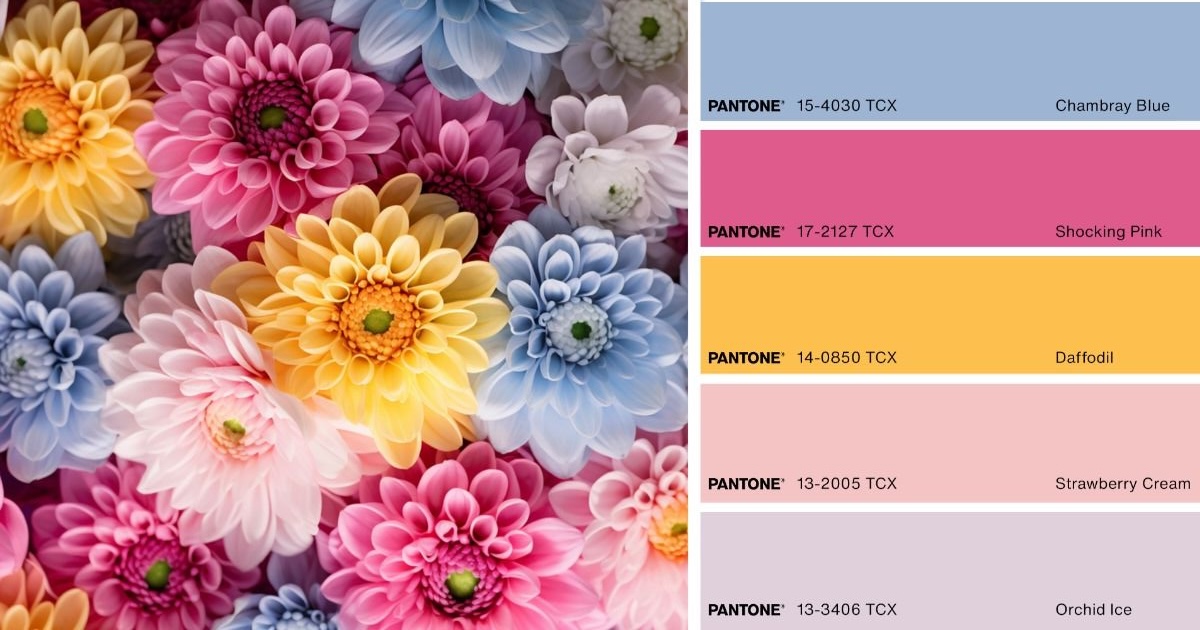 PANTONE® 15-4030 TCX Chambray Blue
PANTONE® 17-2127 TCX Shocking Pink
PANTONE® 14-0850 TCX Daffodil
PANTONE® 13-2005 TCX Strawberry Cream
PANTONE® 13-3406 TCX Orchid Ice